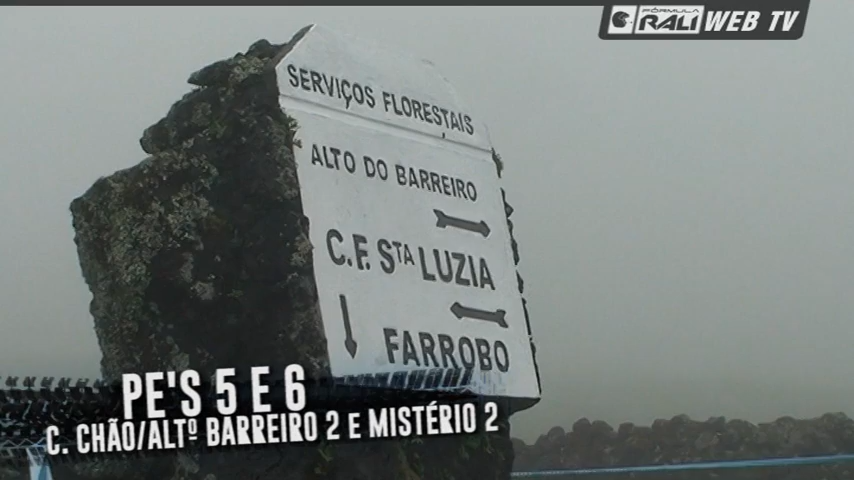 FÓRMULA
RALI WEB TV
SERVIÇOS FLORESTAIS
ALTO DO BARREIRO
C.F. STA LUZIA
FARROBO
PE'S 5 E 6
C. CHÃO/ALTº BARREIRO 2 E MISTÉRIO 2